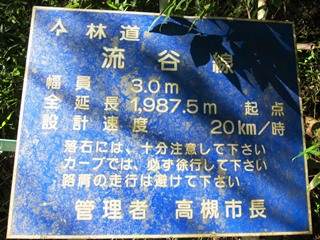 林道
流谷線
幅員 3.0m
全延長 1,987.5m 起点
設計速度 20km/時
落石には、十分注意して下さい
カーブでは、必ず徐行して下さい
路肩の走行は避けて下さい
管理者 高槻市長